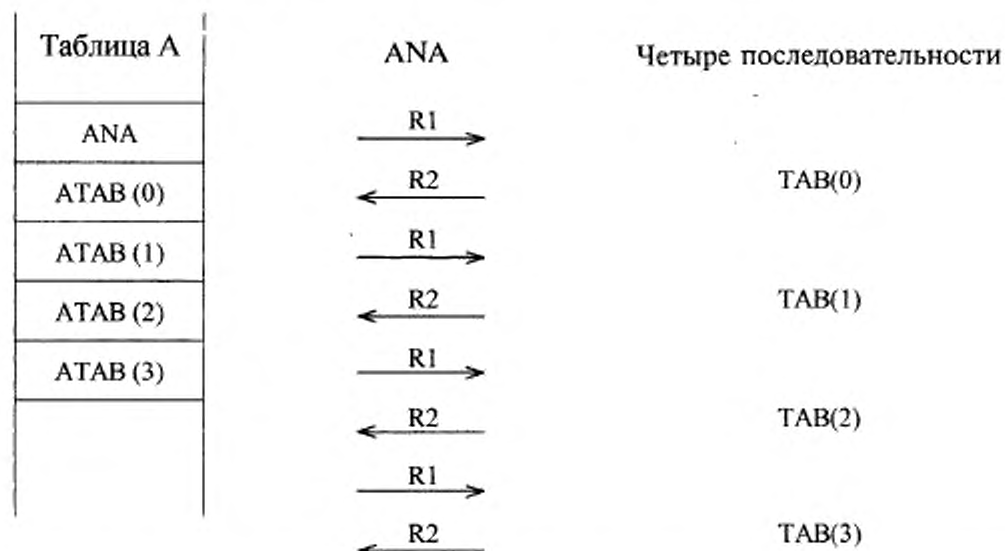 Таблица А
ANA
Четыре последовательности
ANA
R1
ATAB (0)
R2
TAB(0)
ATAB (1)
R1
ATAB (2)
R2
TAB(1)
ATAB (3)
R1
R2
TAB(2)
R1
R2
TAB(3)